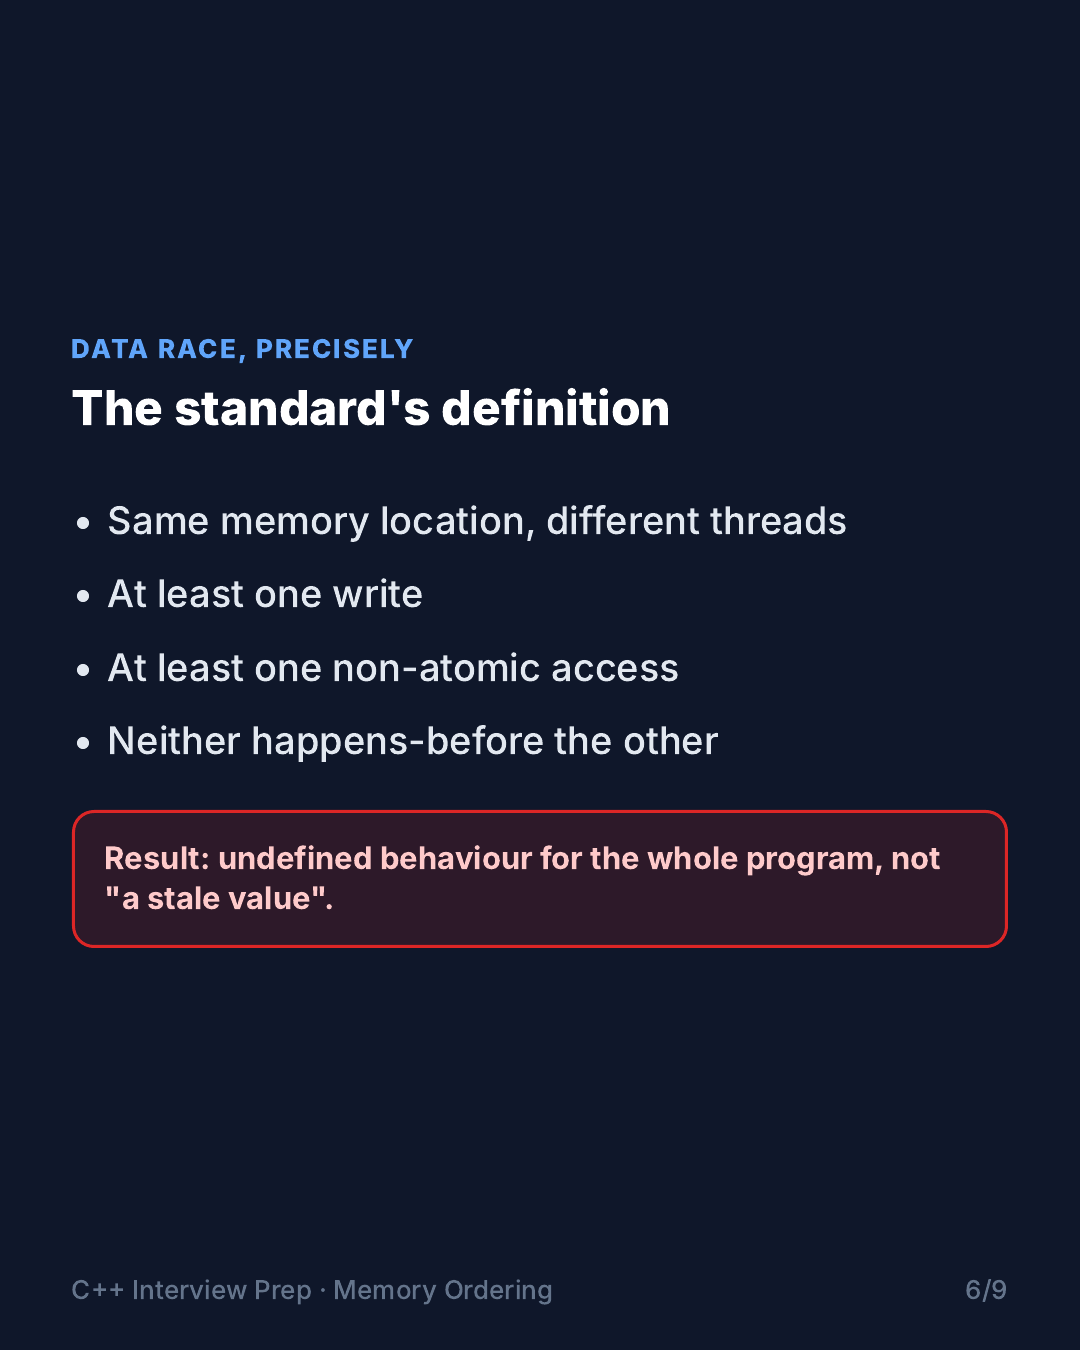 DATA RACE, PRECISELY
The standard's definition
• Same memory location, different threads
• At least one write
• At least one non-atomic access
• Neither happens-before the other
Result: undefined behaviour for the whole program, not
"a stale value".
C++ Interview Prep · Memory Ordering
6/9